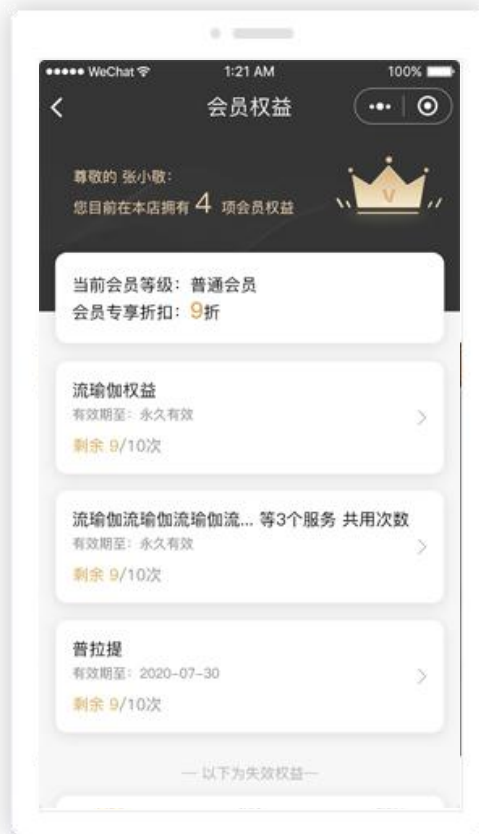 WeChat 1:21 AM 100%
会员权益
尊敬的 张小敬：
您目前在本店拥有 4 项会员权益
V
当前会员等级：普通会员
会员专享折扣：9折
流瑜伽权益
有效期至：永久有效
剩余 9/10次
流瑜伽流瑜伽流瑜伽流... 等3个服务 共用次数
有效期至：永久有效
剩余 9/10次
普拉提
有效期至：2020-07-30
剩余 9/10次
— 以下为失效权益—